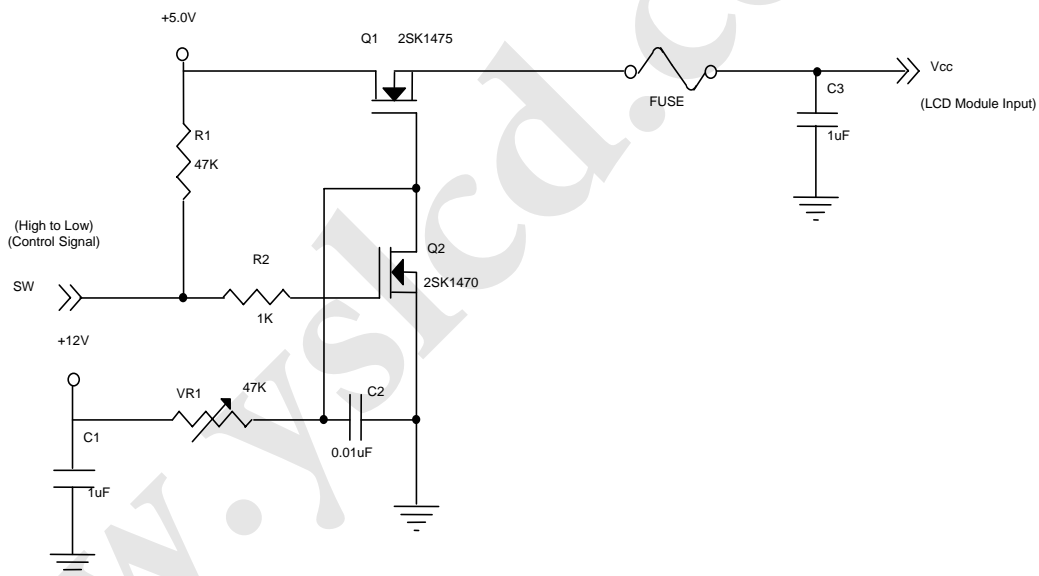 +5.0V
Q1 2SK1475
Vcc
FUSE
C3
(LCD Module Input)
R1
1uF
47K
(High to Low)
(Control Signal)
Q2
R2
2SK1470
SW
1K
+12V
VR1
47K
C2
C1
0.01uF
1uF
w.yslcd.c